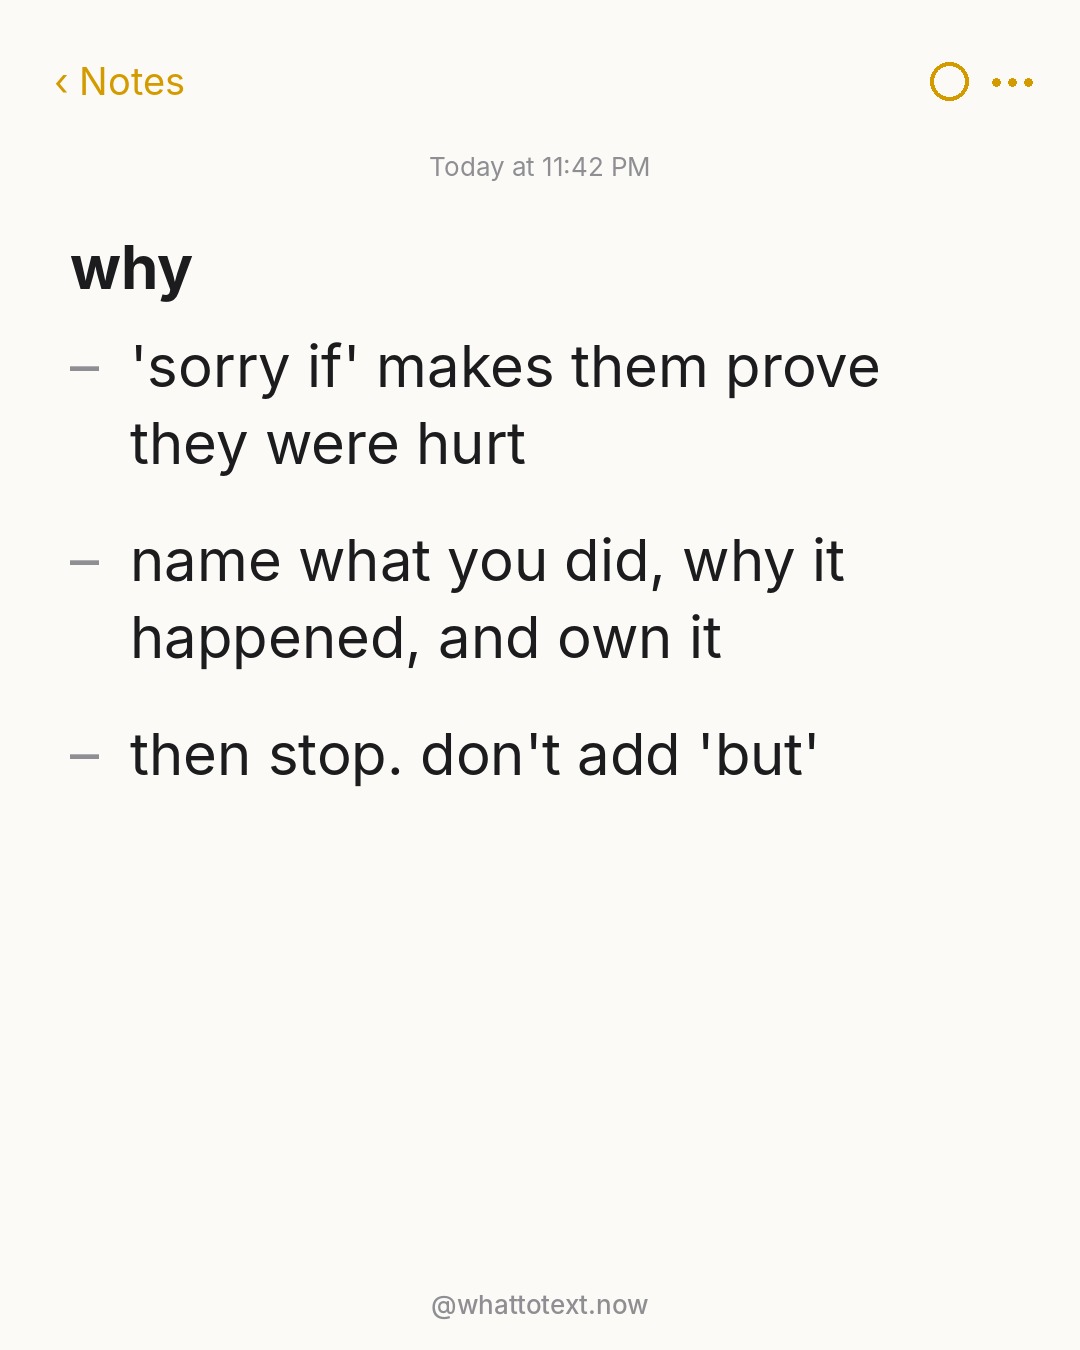 ‹ Notes
Today at 11:42 PM
why
– 'sorry if' makes them prove
they were hurt
– name what you did, why it
happened, and own it
– then stop. don't add 'but'
@whattotext.now